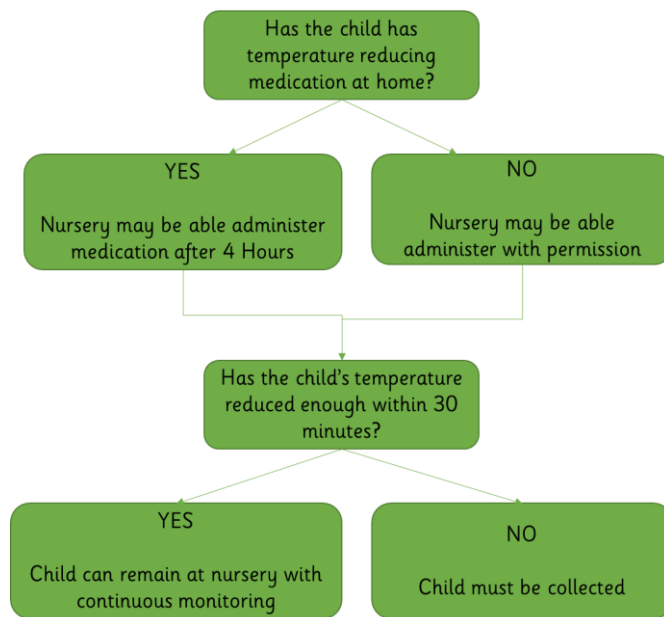 Has the child has
temperature reducing
medication at home?
YES
Nursery may be able administer
medication after 4 Hours
NO
Nursery may be able
administer with permission
Has the child's temperature
reduced enough within 30
minutes?
YES
Child can remain at nursery with
continuous monitoring
NO
Child must be collected